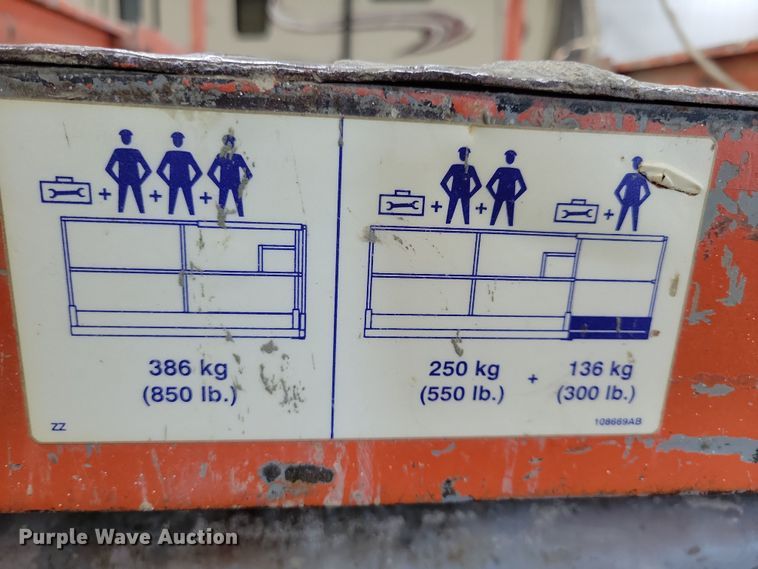 386 kg
(850 lb.)
ZZ
250 kg + 136 kg
(550 lb.) (300 lb.)
108669AB
Purple Wave Auction